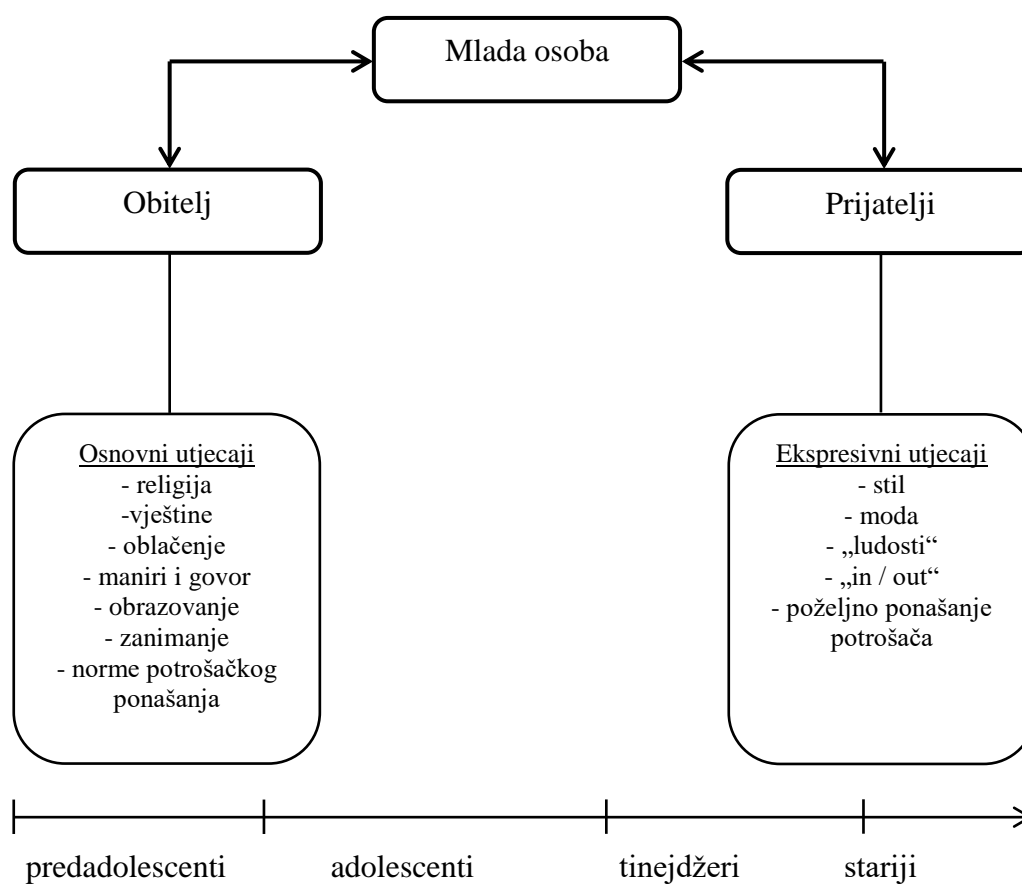 Mlada osoba
Obitelj
Prijatelji
Osnovni utjecaji
- religija
-vještine
- oblačenje
- maniri i govor
- obrazovanje
- zanimanje
- norme potrošačkog
ponašanja
Ekspresivni utjecaji
- stil
- moda
- „ludosti“
- „in / out“
- poželjno ponašanje
potrošača
predadolescenti
adolescenti
tinejdžeri
stariji